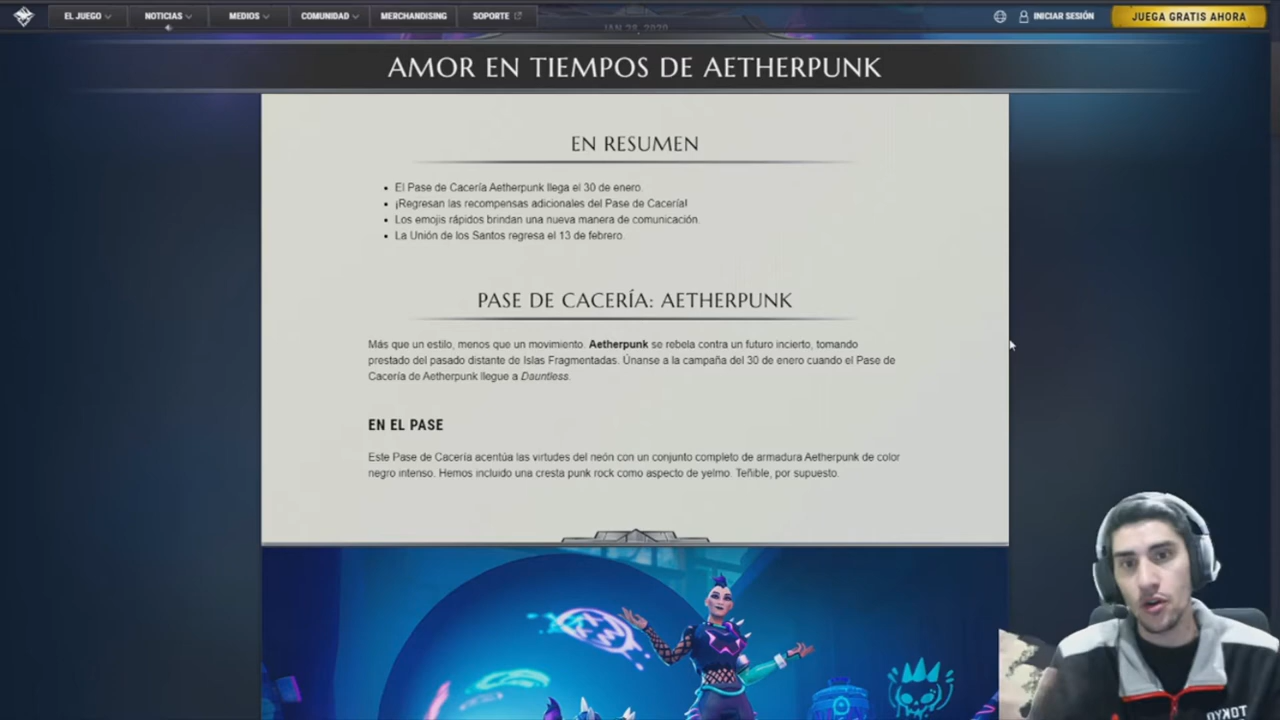 EL JUEGO
NOTICIAS
MEDIOS
COMUNIDAD
MERCHANDISING
SOPORTE
INICIAR SESIÓN
JUEGA GRATIS AHORA
JAN 28, 2020
AMOR EN TIEMPOS DE AETHERPUNK
EN RESUMEN
• El Pase de Cacería Aetherpunk llega el 30 de enero.
• ¡Regresan las recompensas adicionales del Pase de Cacería!
• Los emojis rápidos brindan una nueva manera de comunicación.
• La Unión de los Santos regresa el 13 de febrero.
PASE DE CACERÍA: AETHERPUNK
Más que un estilo, menos que un movimiento. Aetherpunk se rebela contra un futuro incierto, tomando
prestado del pasado distante de Islas Fragmentadas. Únanse a la campaña del 30 de enero cuando el Pase de
Cacería de Aetherpunk llegue a Dauntless.
EN EL PASE
Este Pase de Cacería acentúa las virtudes del neón con un conjunto completo de armadura Aetherpunk de color
negro intenso. Hemos incluido una cresta punk rock como aspecto de yelmo. Teñible, por supuesto.
TOKYO